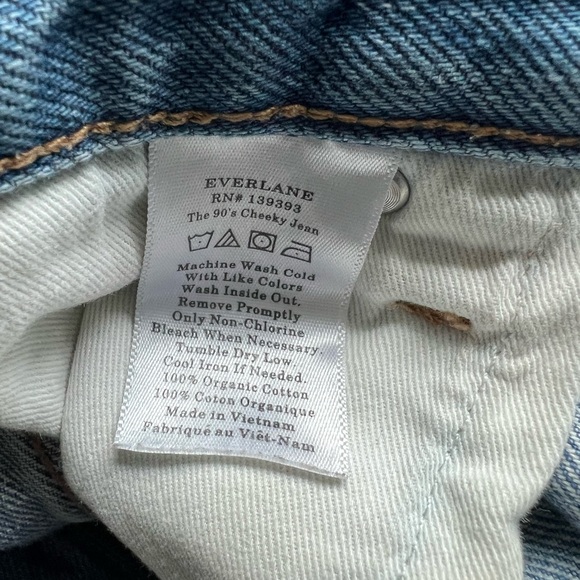 EVERLANE
RN# 139393
The 90's Cheeky Jean
Machine Wash Cold
With Like Colors
Wash Inside Out.
Remove Promptly
Only Non-Chlorine
Bleach When Necessary.
Tumble Dry Low
Cool Iron If Needed.
100% Organic Cotton
100% Coton Organique
Made in Vietnam
Fabriqué au Viêt-Nam